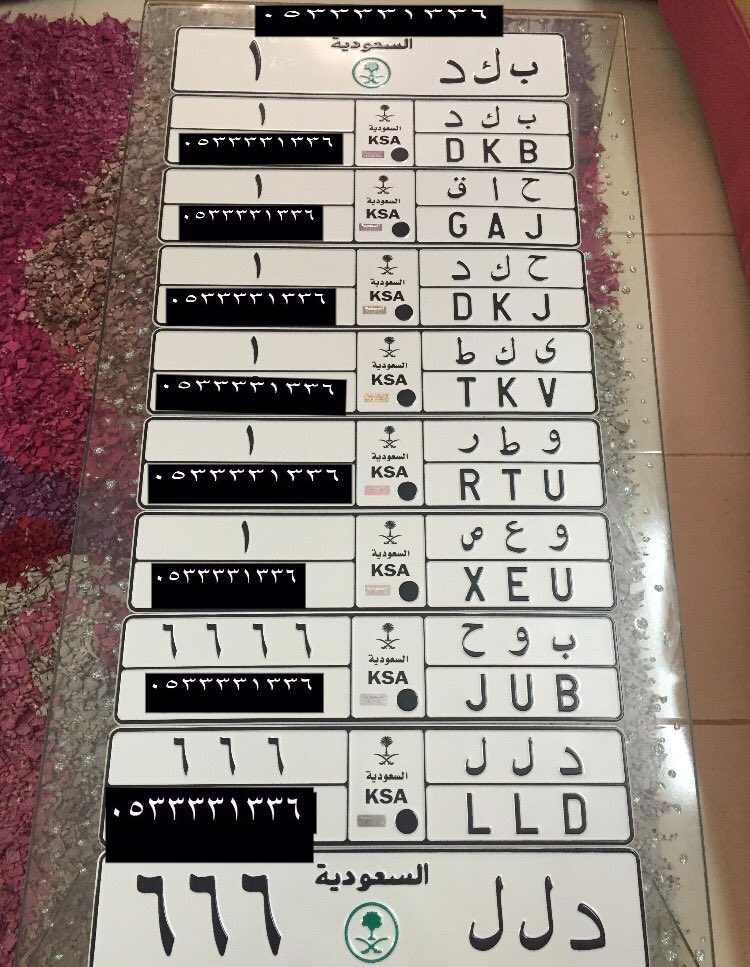 ٠٥٣٣٣٣١٣٣٦
السعودية
ب ك د ١
ب ك د ١
السعودية
KSA
D K B
٠٥٣٣٣٣١٣٣٦
ح ا ق ١
السعودية
KSA
G A J
٠٥٣٣٣٣١٣٣٦
ح ك د ١
السعودية
KSA
D K J
٠٥٣٣٣٣١٣٣٦
ى ك ط ١
السعودية
KSA
T K V
٠٥٣٣٣٣١٣٣٦
و ط ر ١
السعودية
KSA
R T U
٠٥٣٣٣٣١٣٣٦
و ع ص ١
السعودية
KSA
X E U
٠٥٣٣٣٣١٣٣٦
ب و ح ٦٦٦٦
السعودية
KSA
J U B
٠٥٣٣٣٣١٣٣٦
د ل ل ٦٦٦
السعودية
KSA
L L D
٠٥٣٣٣٣١٣٣٦
السعودية
د ل ل ٦٦٦